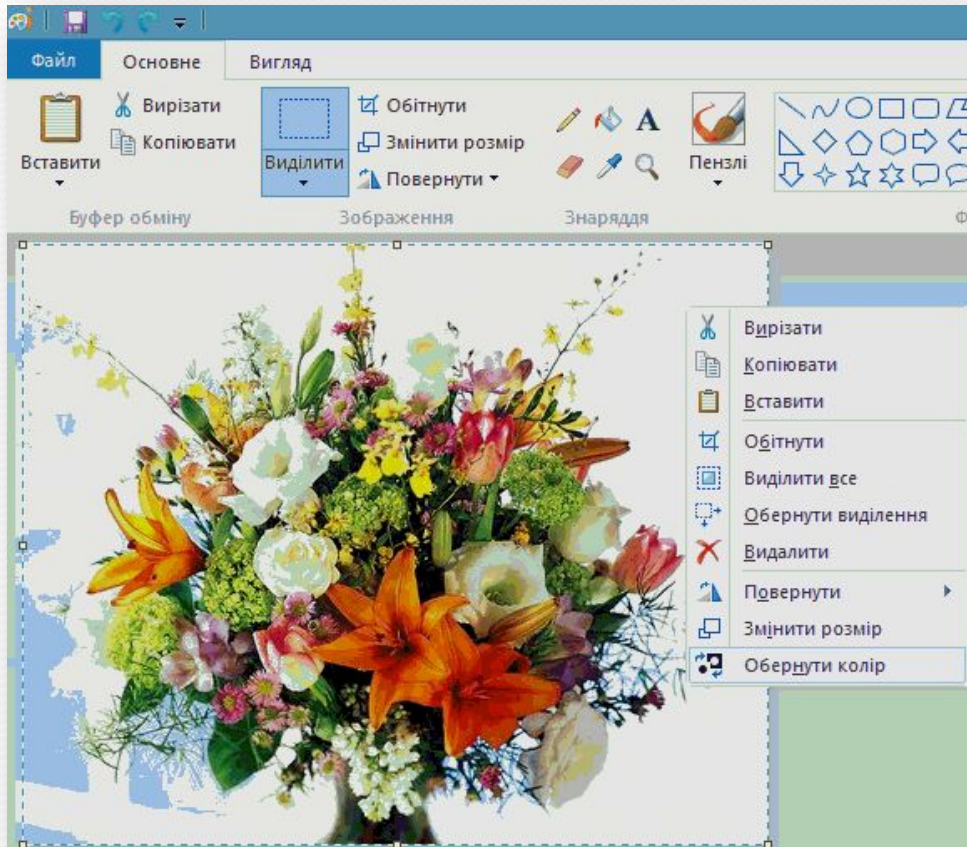 Файл Основне Вигляд
Вставити
Вирізати
Копіювати
Буфер обміну
Виділити
Обітнути
Змінити розмір
Повернути
Зображення
A
Знаряддя
Пензлі
Ф
Вирізати
Копіювати
Вставити
Обітнути
Виділити все
Обернути виділення
Видалити
Повернути
Змінити розмір
Обернути колір